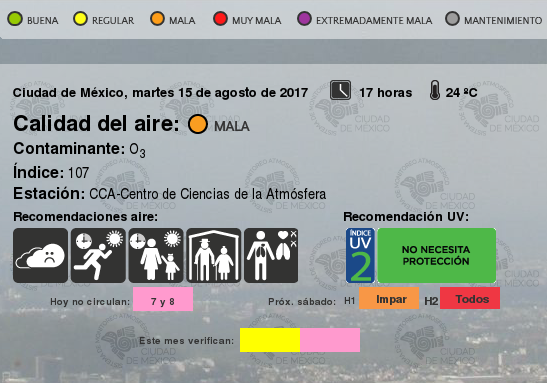 BUENA REGULAR MALA MUY MALA EXTREMADAMENTE MALA MANTENIMIENTO
Ciudad de México, martes 15 de agosto de 2017 17 horas 24 ºC
Calidad del aire: MALA
Contaminante: O3
Índice: 107
Estación: CCA-Centro de Ciencias de la Atmósfera
Recomendaciones aire: Recomendación UV:
ÍNDICE
UV
2
NO NECESITA
PROTECCIÓN
Hoy no circulan: 7 y 8 Próx. sábado: H1 Impar H2 Todos
Este mes verifican:
CIUDAD
DE MÉXICO